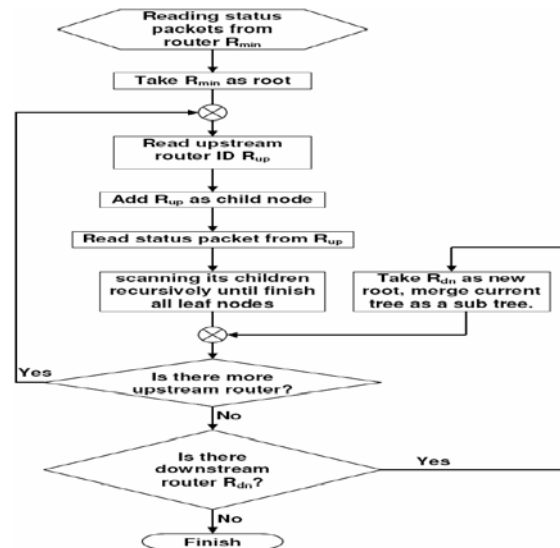 Reading status
packets from
router Rmin
Take Rmin as root
Read upstream
router ID Rup
Add Rup as child node
Read status packet from Rup
scanning its children
recursively until finish
all leaf nodes
Take Rdn as new
root, merge current
tree as a sub tree.
Yes
Is there more
upstream router?
No
Is there
downstream
router Rdn?
Yes
No
Finish